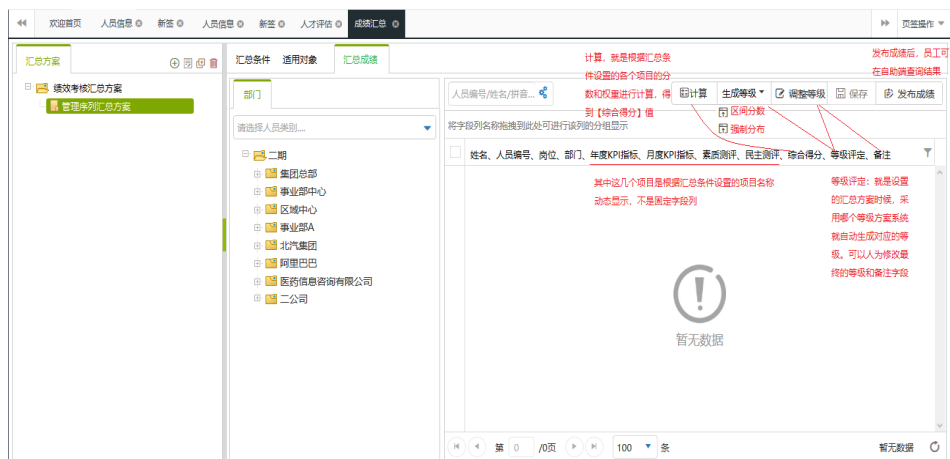 欢迎首页 人员信息 新签 人员信息 新签 人才评估 成绩汇总 页签操作
汇总方案
绩效考核汇总方案
管理序列汇总方案
汇总条件 适用对象 汇总成绩
计算，就是根据汇总条
件设置的各个项目的分
数和权重进行计算，得
到【综合得分】值
发布成绩后，员工可
在自助端查询结果
部门
请选择人员类别....
二期
集团总部
事业部中心
区域中心
事业部A
北汽集团
阿里巴巴
医药信息咨询有限公司
二公司
人员编号/姓名/拼音...
计算 生成等级 调整等级 保存 发布成绩
区间分数
强制分布
将字段列名称拖拽到此处可进行该列的分组显示
姓名、人员编号、岗位、部门、年度KPI指标、月度KPI指标、素质测评、民主测评、综合得分、等级评定、备注
其中这几个项目是根据汇总条件设置的项目名称
动态显示，不是固定字段列
等级评定：就是设置
的汇总方案时候，采
用哪个等级方案系统
就自动生成对应的等
级。可以人为修改最
终的等级和备注字段
暂无数据
第 0 /0页 100 条 暂无数据